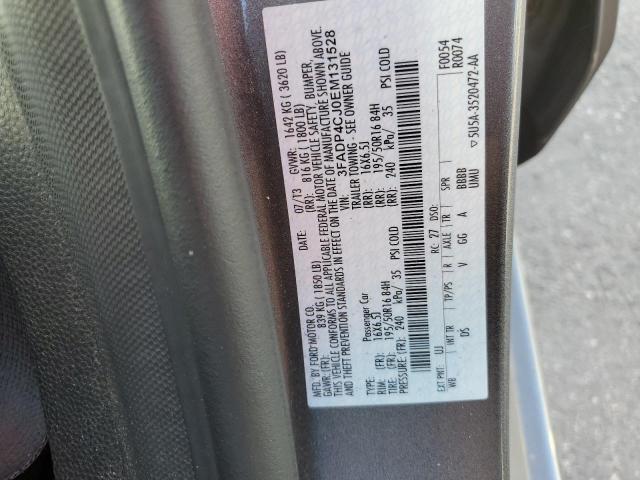 MFD. BY FORD MOTOR CO.
DATE: 07/13 GVWR: 1642 KG ( 3620 LB)
GAWR: (FR): 839 KG (1850 LB) (RR): 816 KG (1800 LB)
THIS VEHICLE CONFORMS TO ALL APPLICABLE FEDERAL MOTOR VEHICLE SAFETY, BUMPER,
AND THEFT PREVENTION STANDARDS IN EFFECT ON THE DATE OF MANUFACTURE SHOWN ABOVE.
VIN: 3FADP4CJ0EM131528
TYPE: Passenger Car TRAILER TOWING - SEE OWNER GUIDE
RIM: (FR): 16X6.5J (RR): 16X6.5J
TIRE: (FR): 195/50R16 84H (RR): 195/50R16 84H
PRESSURE: (FR): 240 kPa/ 35 PSI COLD (RR): 240 kPa/ 35 PSI COLD
EXT PNT: UJ RC: 27 DSO: F0054
R0074
WB INT TR TP/PS R AXLE TR SPR
DS V GG A BBBB
UMU
▽ 5U5A-3520472-AA